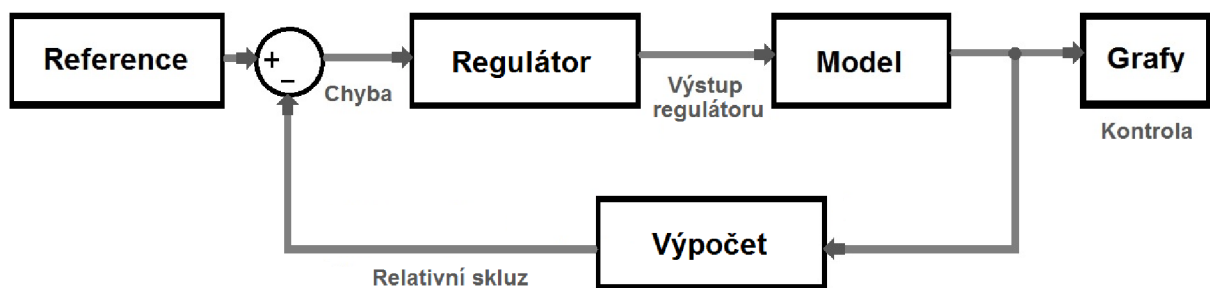 Reference
+
−
Chyba
Regulátor
Výstup
regulátoru
Model
Grafy
Kontrola
Výpočet
Relativní skluz